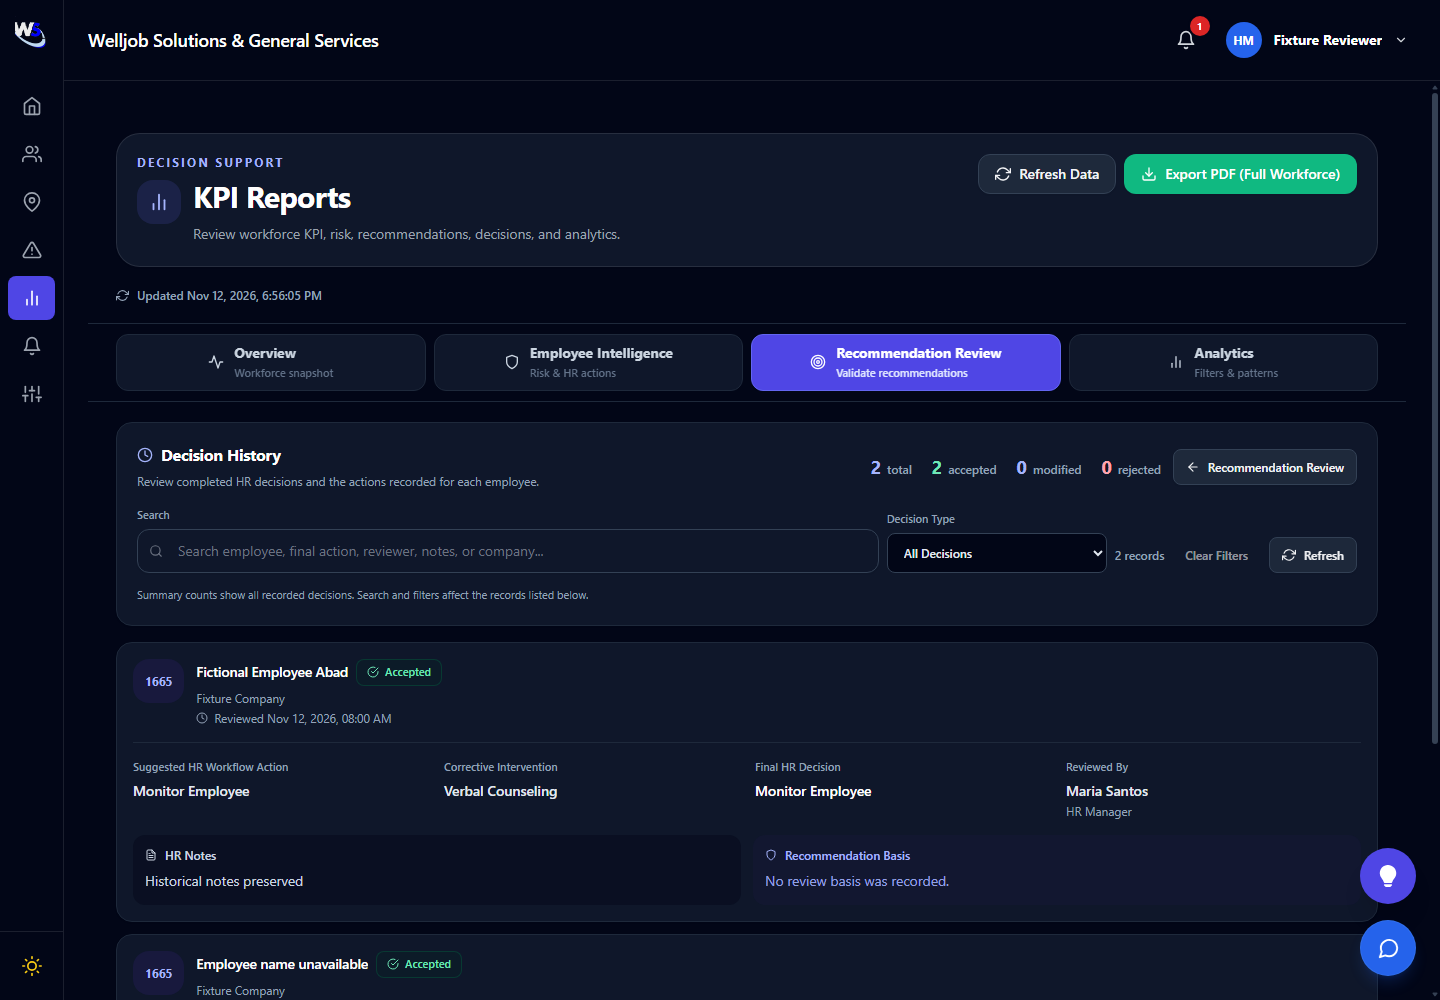 WS
Welljob Solutions & General Services
1
HM
Fixture Reviewer
DECISION SUPPORT
KPI Reports
Review workforce KPI, risk, recommendations, decisions, and analytics.
Refresh Data
Export PDF (Full Workforce)
Updated Nov 12, 2026, 6:56:05 PM
Overview
Workforce snapshot
Employee Intelligence
Risk & HR actions
Recommendation Review
Validate recommendations
Analytics
Filters & patterns
Decision History
Review completed HR decisions and the actions recorded for each employee.
2 total
2 accepted
0 modified
0 rejected
Recommendation Review
Search
Search employee, final action, reviewer, notes, or company...
Decision Type
All Decisions
2 records
Clear Filters
Refresh
Summary counts show all recorded decisions. Search and filters affect the records listed below.
1665
Fictional Employee Abad
Accepted
Fixture Company
Reviewed Nov 12, 2026, 08:00 AM
Suggested HR Workflow Action
Monitor Employee
Corrective Intervention
Verbal Counseling
Final HR Decision
Monitor Employee
Reviewed By
Maria Santos
HR Manager
HR Notes
Historical notes preserved
Recommendation Basis
No review basis was recorded.
1665
Employee name unavailable
Accepted
Fixture Company